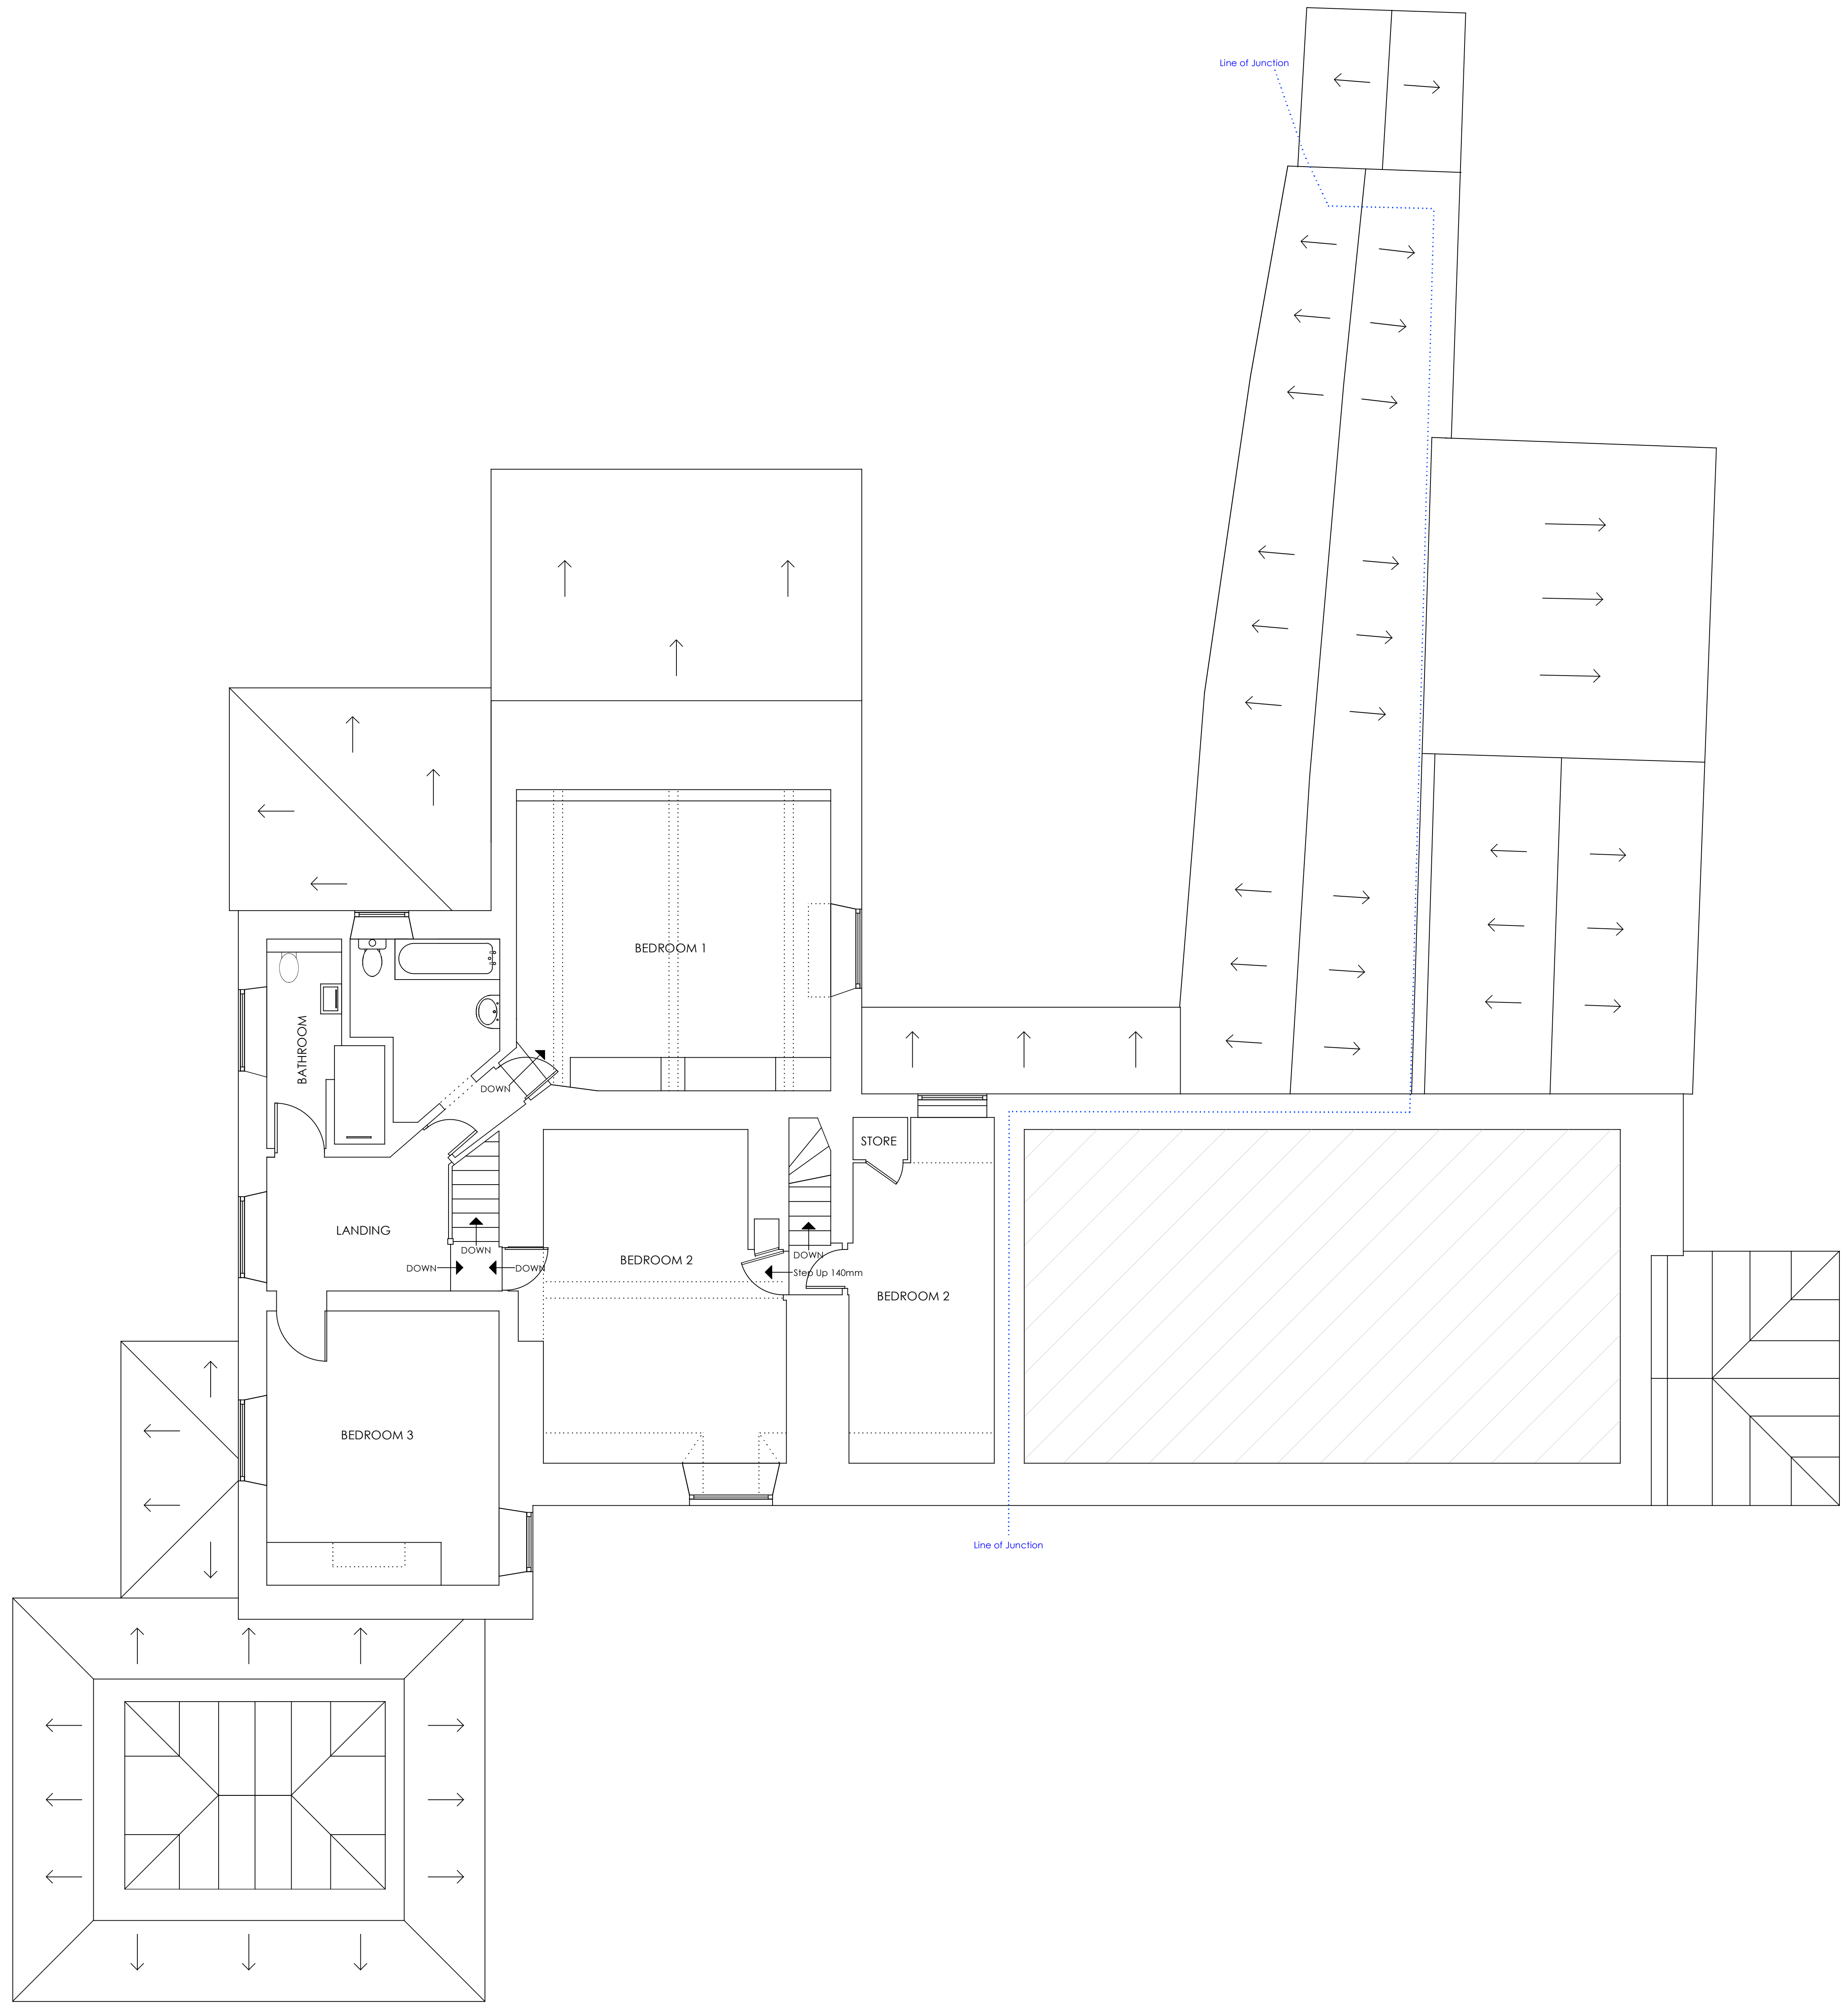 Line of Junction
BEDROOM 1
BATHROOM
DOWN
STORE
LANDING
DOWN
DOWN
DOWN
BEDROOM 2
DOWN
Step Up 140mm
BEDROOM 2
BEDROOM 3
Line of Junction